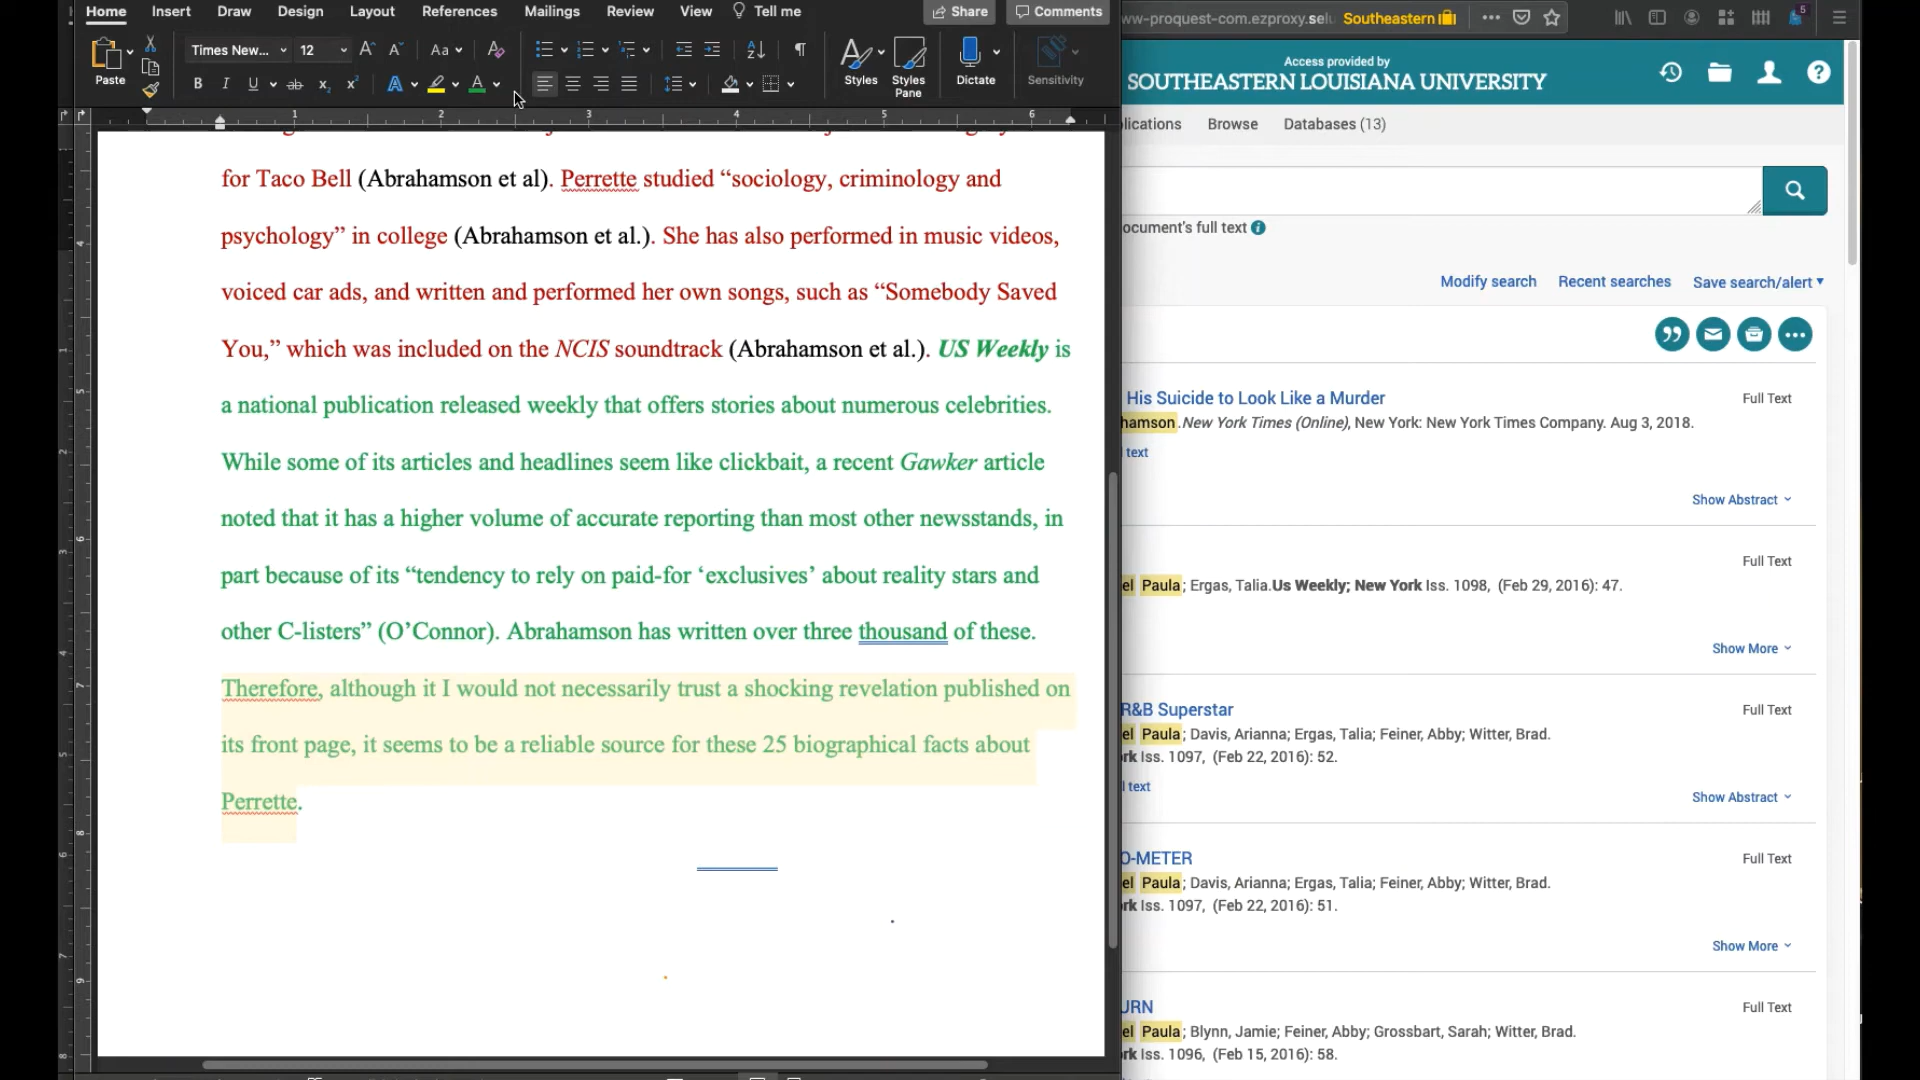 Home Insert Draw Design Layout References Mailings Review View Tell me Share Comments
Paste Times New... 12 Aa Styles Styles Pane Dictate Sensitivity
B I U ab x x A A
1 2 3 4 5 6
for Taco Bell (Abrahamson et al). Perrette studied “sociology, criminology and
psychology” in college (Abrahamson et al.). She has also performed in music videos,
voiced car ads, and written and performed her own songs, such as “Somebody Saved
You,” which was included on the NCIS soundtrack (Abrahamson et al.). US Weekly is
a national publication released weekly that offers stories about numerous celebrities.
While some of its articles and headlines seem like clickbait, a recent Gawker article
noted that it has a higher volume of accurate reporting than most other newsstands, in
part because of its “tendency to rely on paid-for ‘exclusives’ about reality stars and
other C-listers” (O’Connor). Abrahamson has written over three thousand of these.
Therefore, although it I would not necessarily trust a shocking revelation published on
its front page, it seems to be a reliable source for these 25 biographical facts about
Perrette.
ww-proquest-com.ezproxy.selu Southeastern 5
Access provided by
SOUTHEASTERN LOUISIANA UNIVERSITY
lications Browse Databases (13)
ocument's full text
Modify search Recent searches Save search/alert
His Suicide to Look Like a Murder Full Text
hamson.New York Times (Online), New York: New York Times Company. Aug 3, 2018.
l text
Show Abstract
Full Text
el Paula; Ergas, Talia.Us Weekly; New York Iss. 1098, (Feb 29, 2016): 47.
Show More
R&B Superstar Full Text
el Paula; Davis, Arianna; Ergas, Talia; Feiner, Abby; Witter, Brad.
rk Iss. 1097, (Feb 22, 2016): 52.
l text
Show Abstract
O-METER Full Text
el Paula; Davis, Arianna; Ergas, Talia; Feiner, Abby; Witter, Brad.
rk Iss. 1097, (Feb 22, 2016): 51.
Show More
URN Full Text
el Paula; Blynn, Jamie; Feiner, Abby; Grossbart, Sarah; Witter, Brad.
rk Iss. 1096, (Feb 15, 2016): 58.